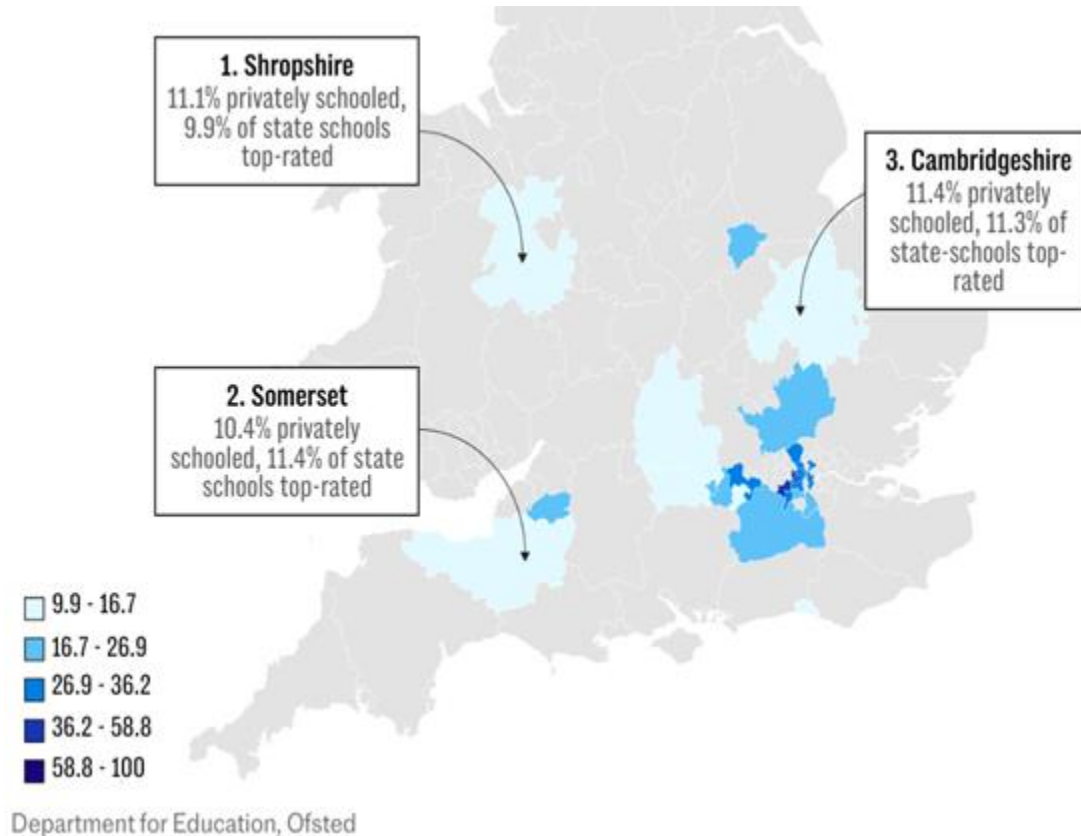 1. Shropshire
11.1% privately schooled,
9.9% of state schools
top-rated
3. Cambridgeshire
11.4% privately
schooled, 11.3% of
state-schools top-
rated
2. Somerset
10.4% privately
schooled, 11.4% of state
schools top-rated
9.9 - 16.7
16.7 - 26.9
26.9 - 36.2
36.2 - 58.8
58.8 - 100
Department for Education, Ofsted